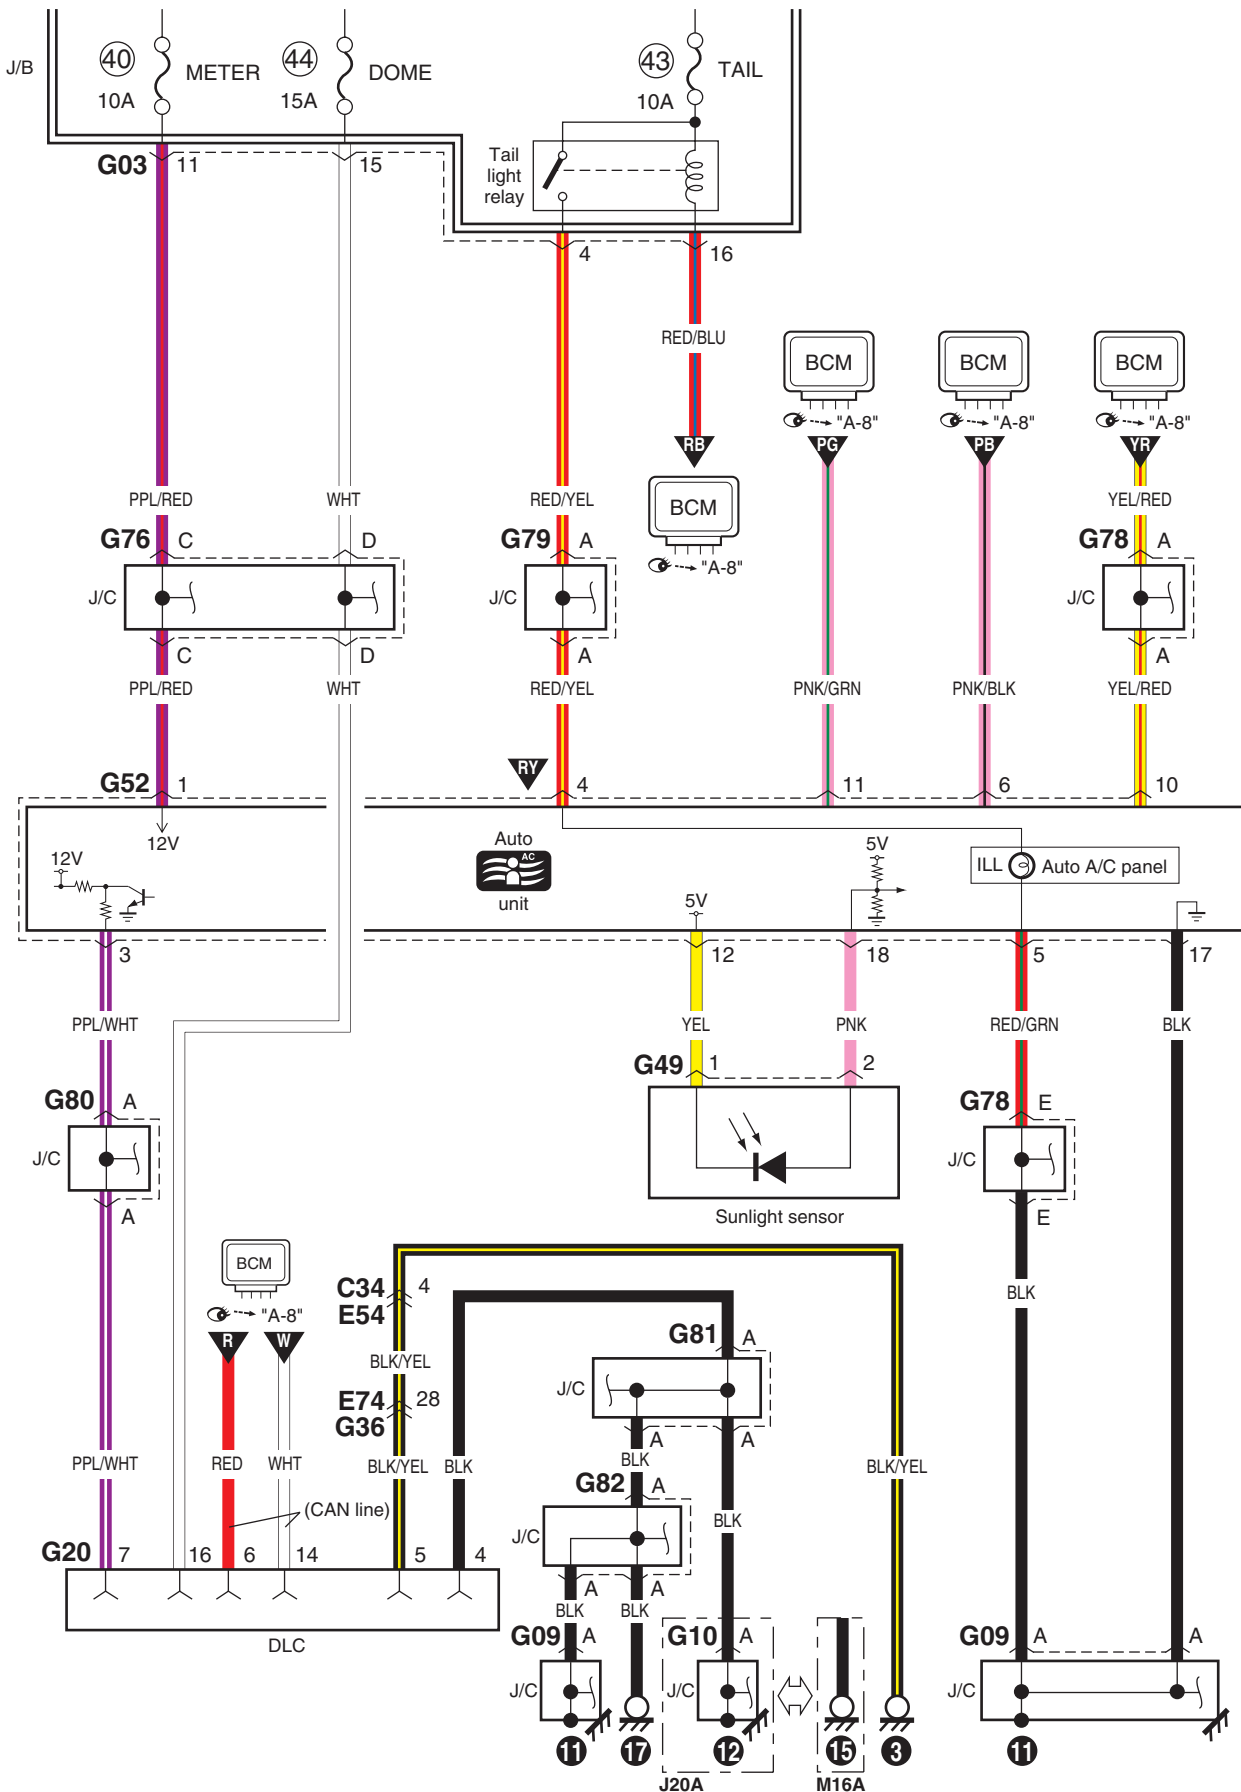 J/B
40
METER
10A
44
DOME
15A
43
TAIL
10A
Tail
light
relay
G03
11
15
4
16
RED/BLU
BCM
BCM
BCM
"A-8"
"A-8"
"A-8"
RB
PG
PB
YR
BCM
"A-8"
PPL/RED
WHT
RED/YEL
YEL/RED
G76
C
D
G79
A
G78
A
J/C
J/C
J/C
C
D
A
A
PPL/RED
WHT
RED/YEL
PNK/GRN
PNK/BLK
YEL/RED
RY
G52
1
4
11
6
10
12V
12V
Auto
AC
unit
5V
5V
ILL
Auto A/C panel
3
12
18
5
17
PPL/WHT
YEL
PNK
RED/GRN
BLK
G49
1
2
G80
A
G78
E
J/C
J/C
A
E
Sunlight sensor
BCM
"A-8"
R
W
C34
4
E54
BLK
G81
A
BLK/YEL
J/C
E74
28
G36
A
A
BLK
PPL/WHT
RED
WHT
BLK/YEL
BLK
BLK/YEL
G82
A
(CAN line)
BLK
J/C
G20
7
16
6
14
5
4
A
A
BLK
BLK
DLC
G09
A
G10
A
G09
A
A
J/C
J/C
J/C
11
17
12
15
3
11
J20A
M16A